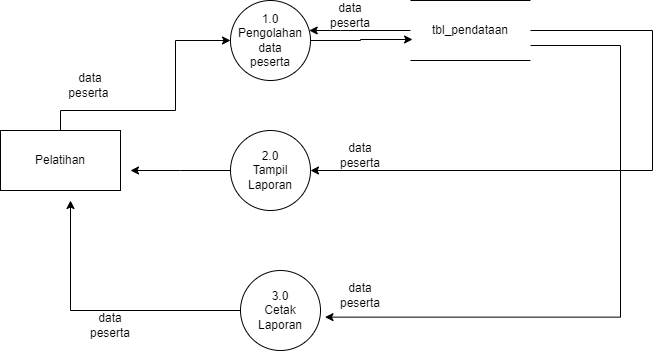 1.0
Pengolahan
data
peserta
data
peserta
tbl_pendataan
data
peserta
Pelatihan
2.0
Tampil
Laporan
data
peserta
3.0
Cetak
Laporan
data
peserta
data
peserta